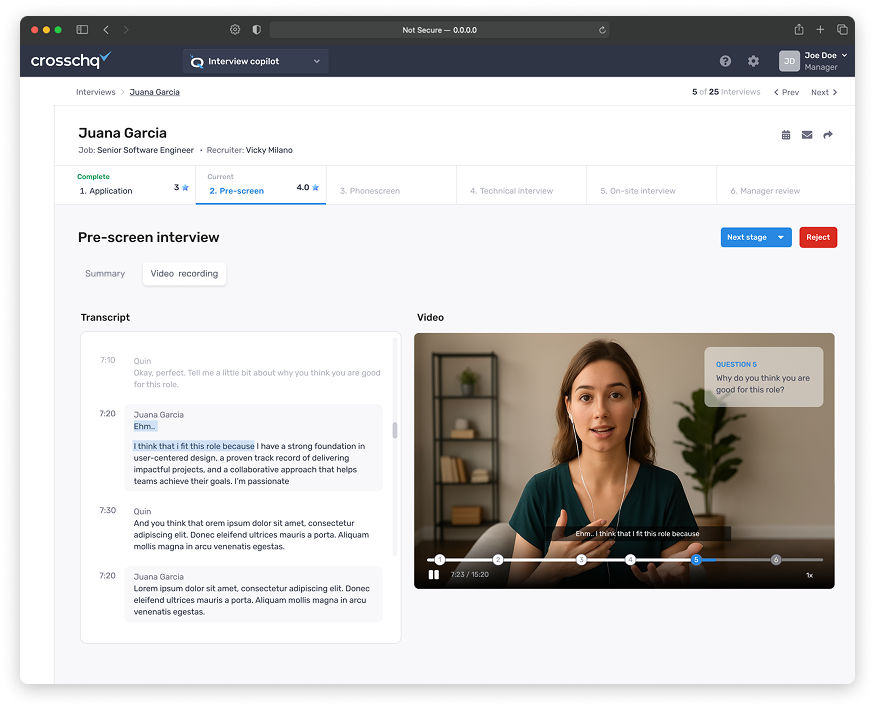 Not Secure — 0.0.0.0
crosschq
Interview copilot
?
JD
Joe Doe
Manager
Interviews > Juana Garcia
5 of 25 Interviews
< Prev
Next >
Juana Garcia
Job: Senior Software Engineer • Recruiter: Vicky Milano
Complete
1. Application
3
Current
2. Pre-screen
4.0
3. Phonescreen
4. Technical interview
5. On-site interview
6. Manager review
Pre-screen interview
Next stage
Reject
Summary
Video recording
Transcript
7:10
Quin
Okay, perfect. Tell me a little bit about why you think you are good
for this role.
7:20
Juana Garcia
Ehm..
I think that i fit this role because I have a strong foundation in
user-centered design, a proven track record of delivering
impactful projects, and a collaborative approach that helps
teams achieve their goals. I'm passionate
7:30
Quin
And you think that orem ipsum dolor sit amet, consectetur
adipiscing elit. Donec eleifend ultrices mauris a porta. Aliquam
mollis magna in arcu venenatis egestas.
7:20
Juana Garcia
Lorem ipsum dolor sit amet, consectetur adipiscing elit. Donec
eleifend ultrices mauris a porta. Aliquam mollis magna in arcu
venenatis egestas.
Video
QUESTION 5
Why do you think you are
good for this role?
Ehm.. I think that I fit this role because
1
2
3
4
5
6
7:23 / 15:20
1x